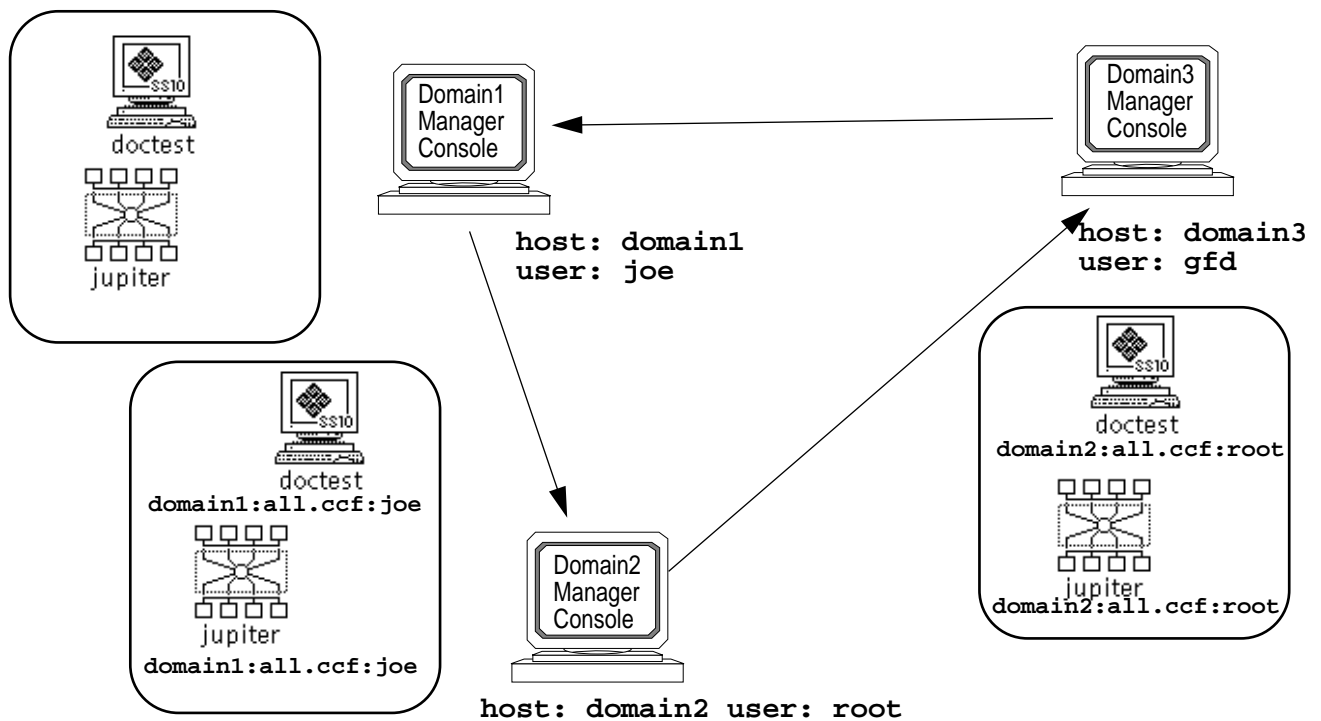 SS10
doctest
jupiter
Domain1
Manager
Console
host: domain1
user: joe
Domain3
Manager
Console
host: domain3
user: gfd
SS10
doctest
domain1:all.ccf:joe
jupiter
domain1:all.ccf:joe
Domain2
Manager
Console
host: domain2 user: root
SS10
doctest
domain2:all.ccf:root
jupiter
domain2:all.ccf:root